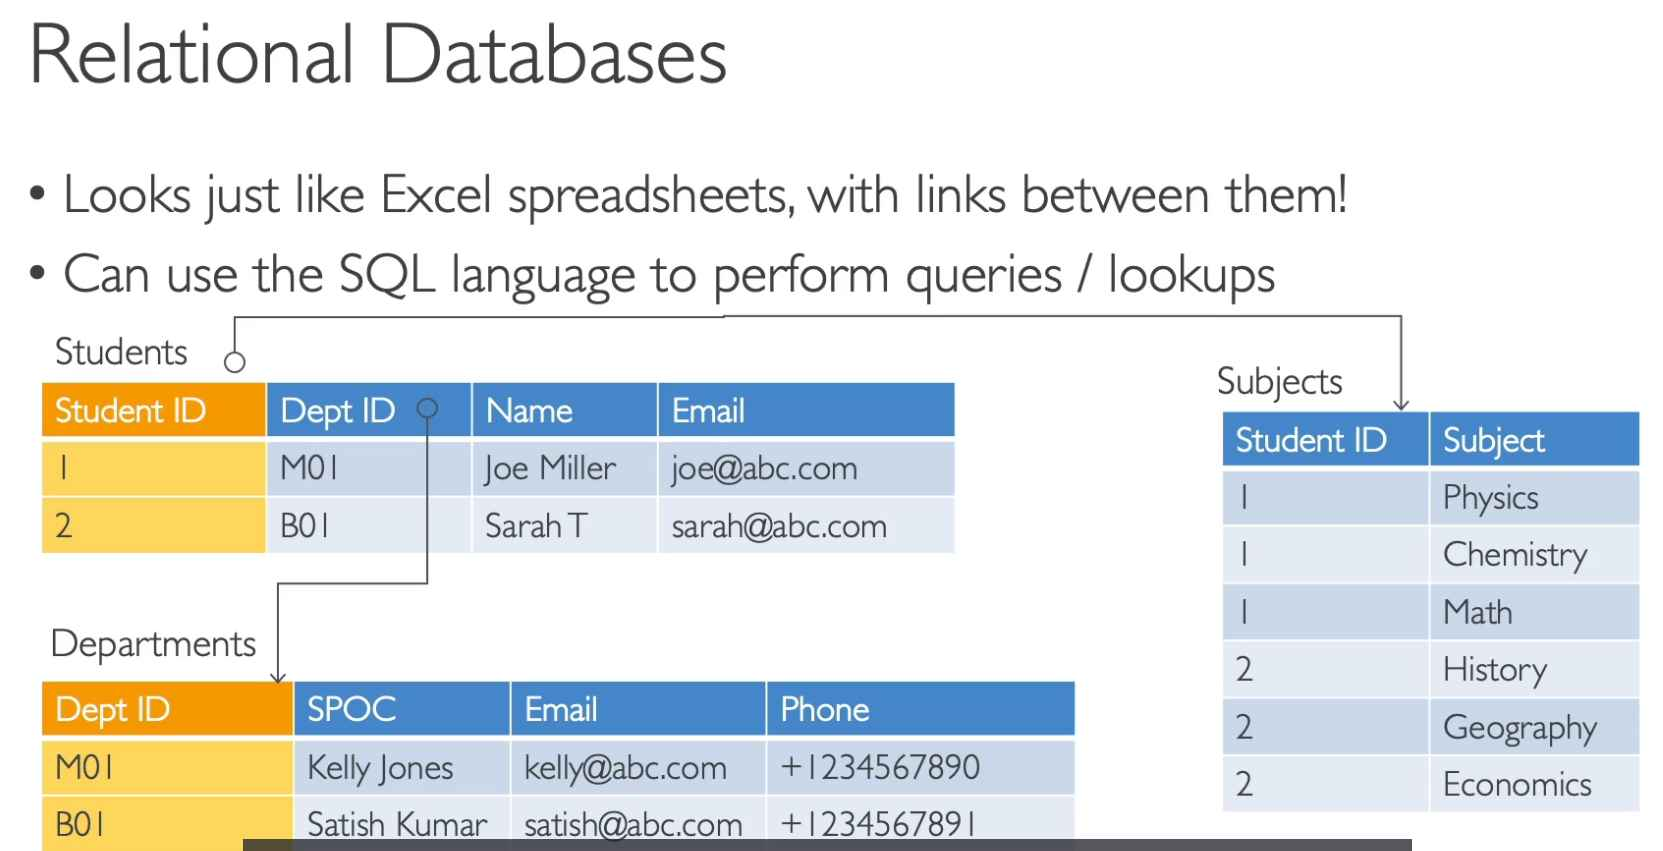 Relational Databases
• Looks just like Excel spreadsheets, with links between them!
• Can use the SQL language to perform queries / lookups
Students
Student ID Dept ID Name Email
1 M01 Joe Miller joe@abc.com
2 B01 Sarah T sarah@abc.com
Departments
Dept ID SPOC Email Phone
M01 Kelly Jones kelly@abc.com +1234567890
B01 Satish Kumar satish@abc.com +1234567891
Subjects
Student ID Subject
1 Physics
1 Chemistry
1 Math
2 History
2 Geography
2 Economics